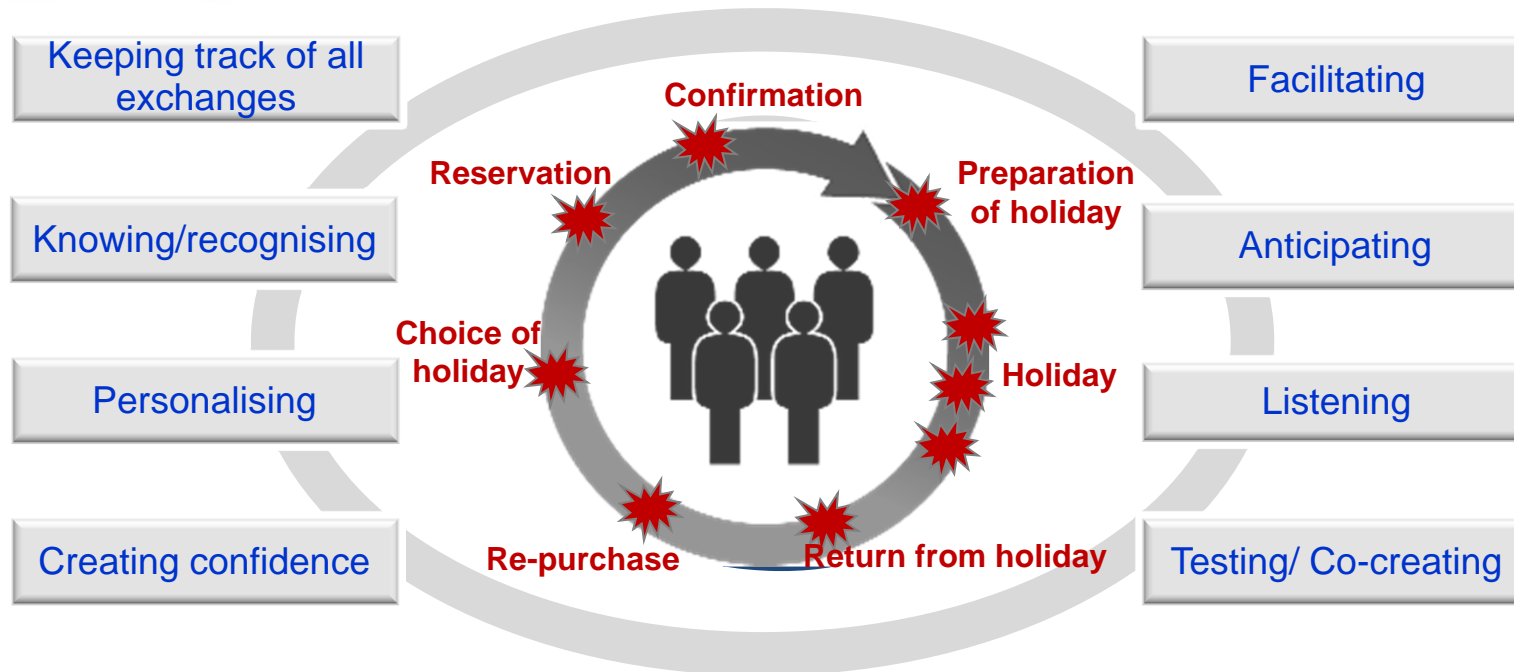 Keeping track of all
exchanges
Knowing/recognising
Personalising
Creating confidence
Confirmation
Reservation
Preparation
of holiday
Choice of
holiday
Holiday
Re-purchase
Return from holiday
Facilitating
Anticipating
Listening
Testing/ Co-creating